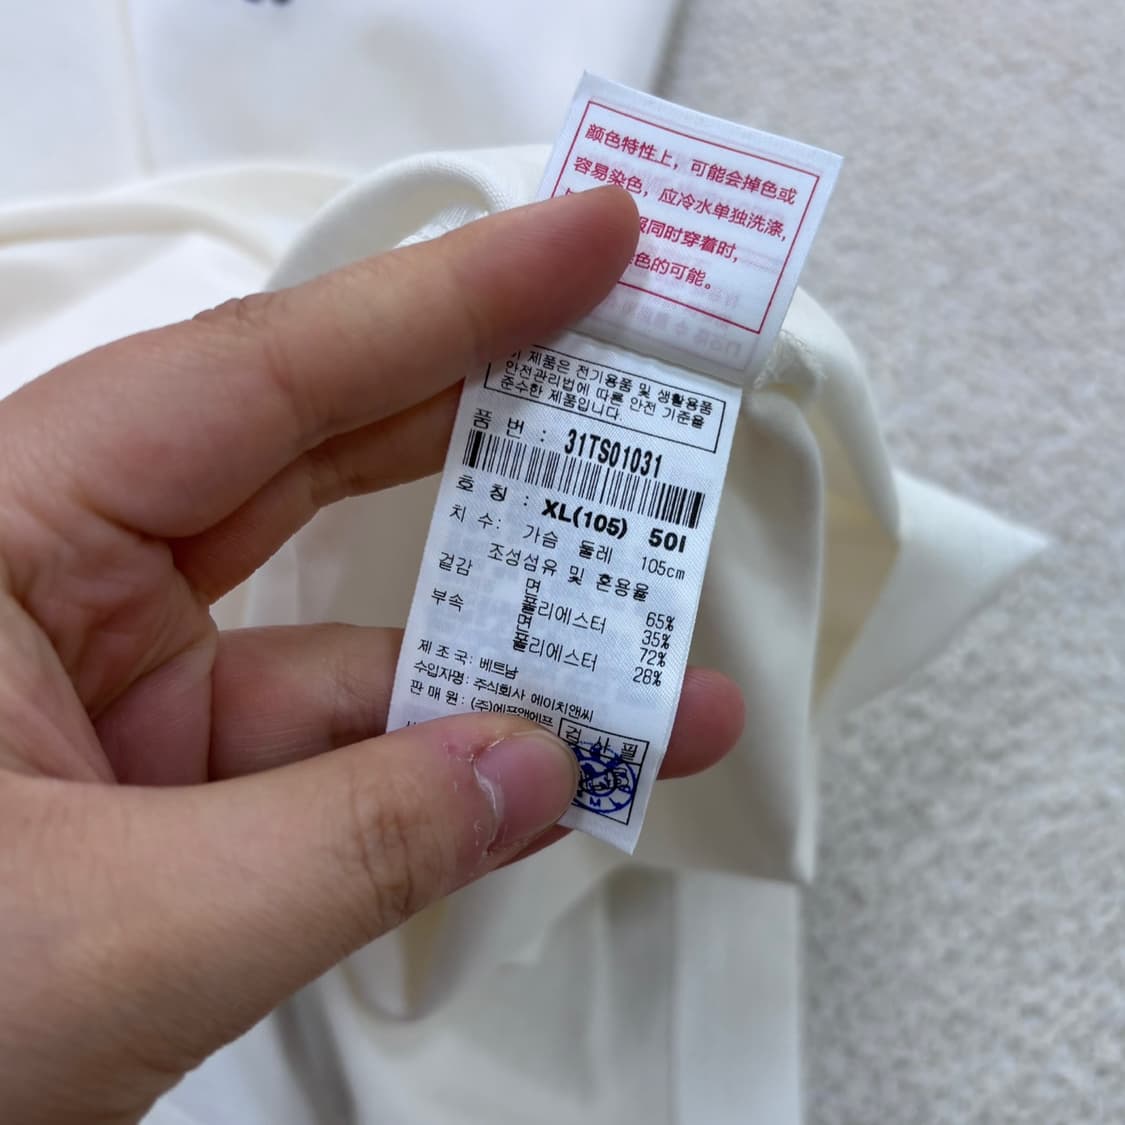 颜色特性上，可能会掉色或
容易染色，应冷水单独洗涤,
服同时穿着时,
色的可能。
제품은 전기용품 및 생활용품
안전관리법에 따른 안전 기준을
준수한 제품입니다.
품 번 : 31TS01031
호 칭 : XL(105) 50I
치 수: 가슴 둘레 105cm
조성섬유 및 혼용율
겉감 면 65%
폴리에스터 35%
부속 면 72%
폴리에스터 28%
제 조 국: 베트남
수입자명: 주식회사 에이치앤씨
판 매 원: (주)에프앤에프
검 사 필